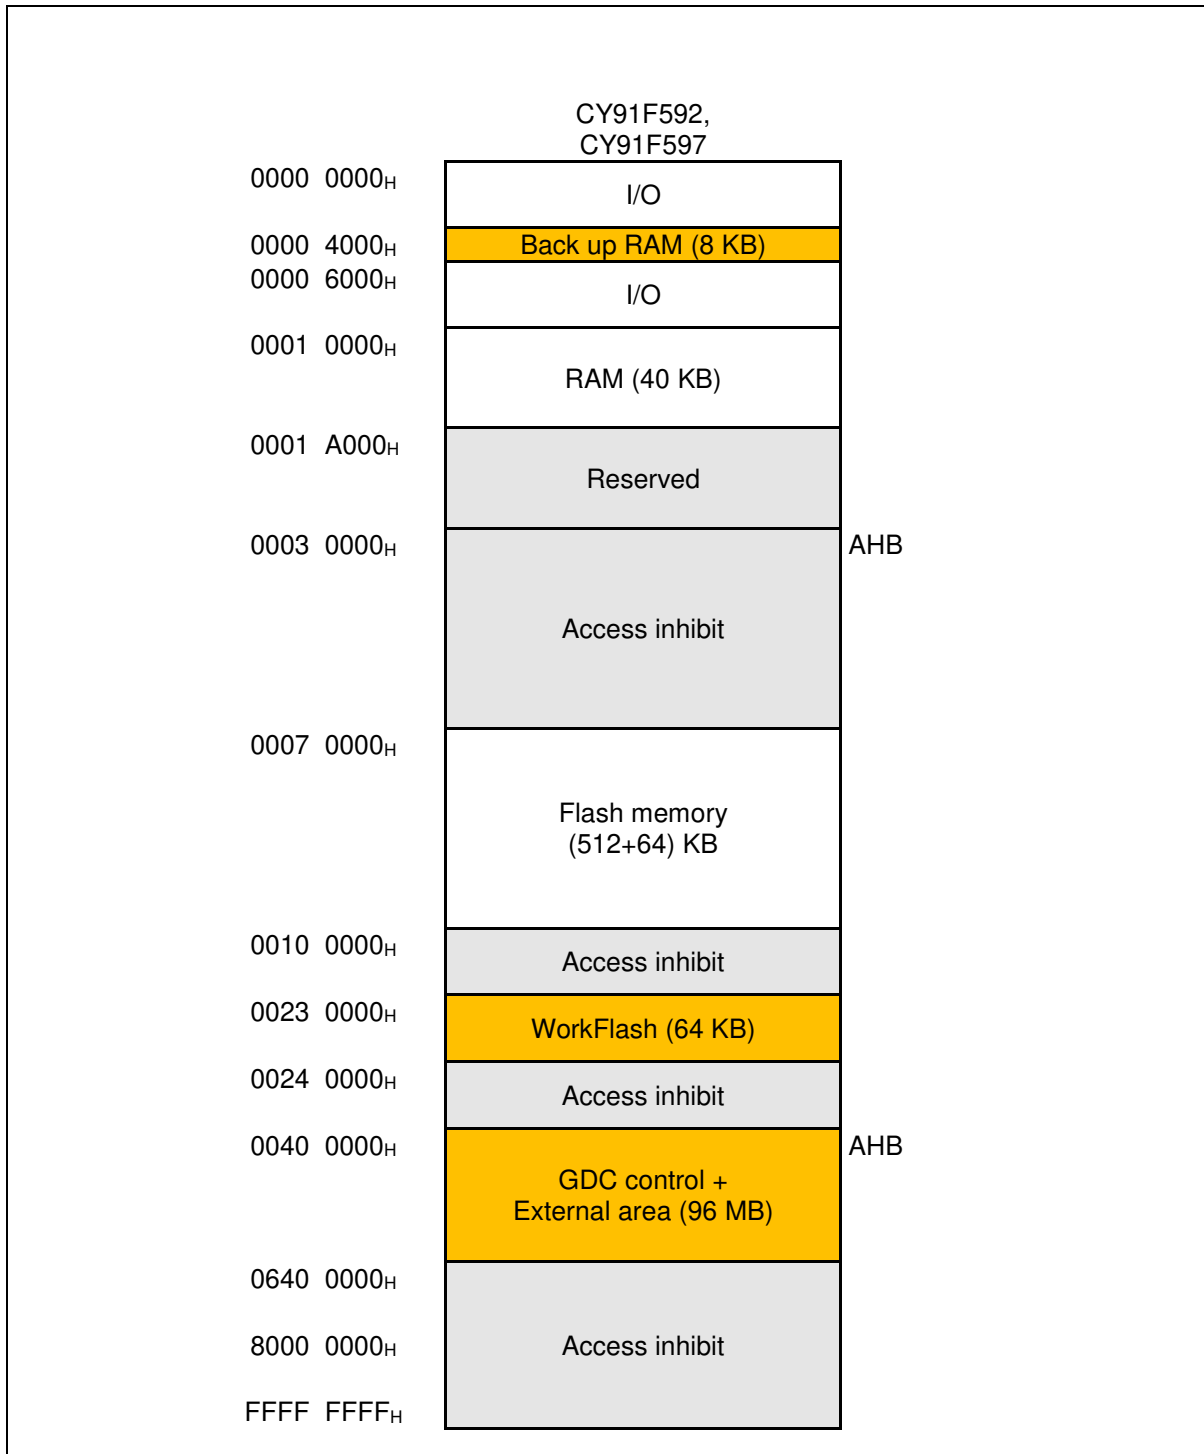 CY91F592,
CY91F597
0000 0000H
I/O
0000 4000H
Back up RAM (8 KB)
0000 6000H
I/O
0001 0000H
RAM (40 KB)
0001 A000H
Reserved
0003 0000H
AHB
Access inhibit
0007 0000H
Flash memory
(512+64) KB
0010 0000H
Access inhibit
0023 0000H
WorkFlash (64 KB)
0024 0000H
Access inhibit
0040 0000H
AHB
GDC control +
External area (96 MB)
0640 0000H
8000 0000H
Access inhibit
FFFF FFFFH